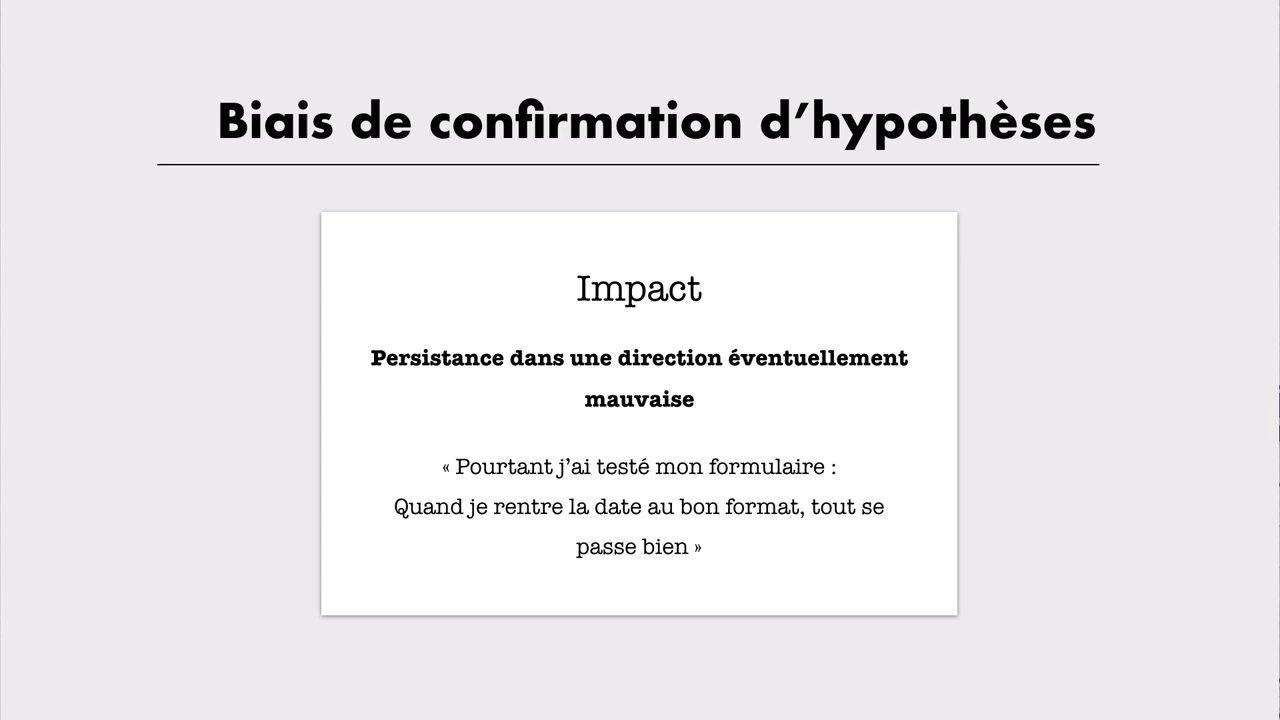 Biais de confirmation d’hypothèses
Impact
Persistance dans une direction éventuellement
mauvaise
« Pourtant j’ai testé mon formulaire :
Quand je rentre la date au bon format, tout se
passe bien »